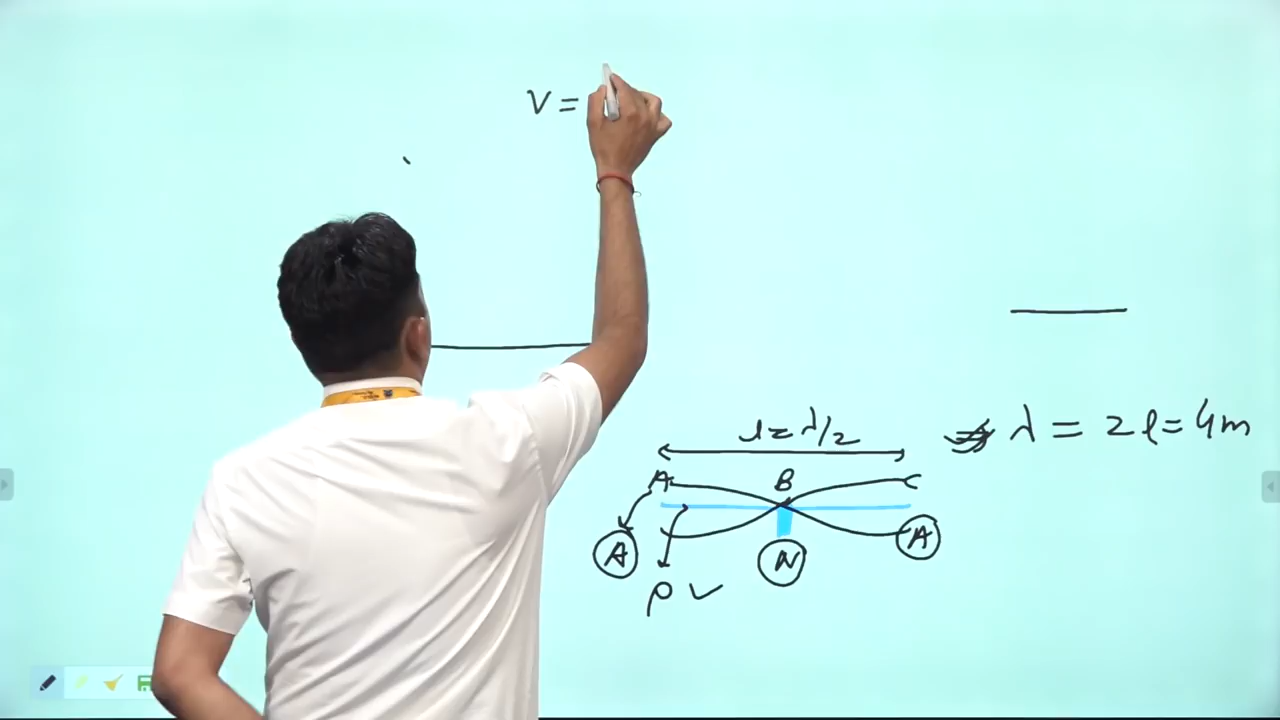 V =
l = λ/2
λ = 2l = 4m
A B C
A N A
ρ ✓